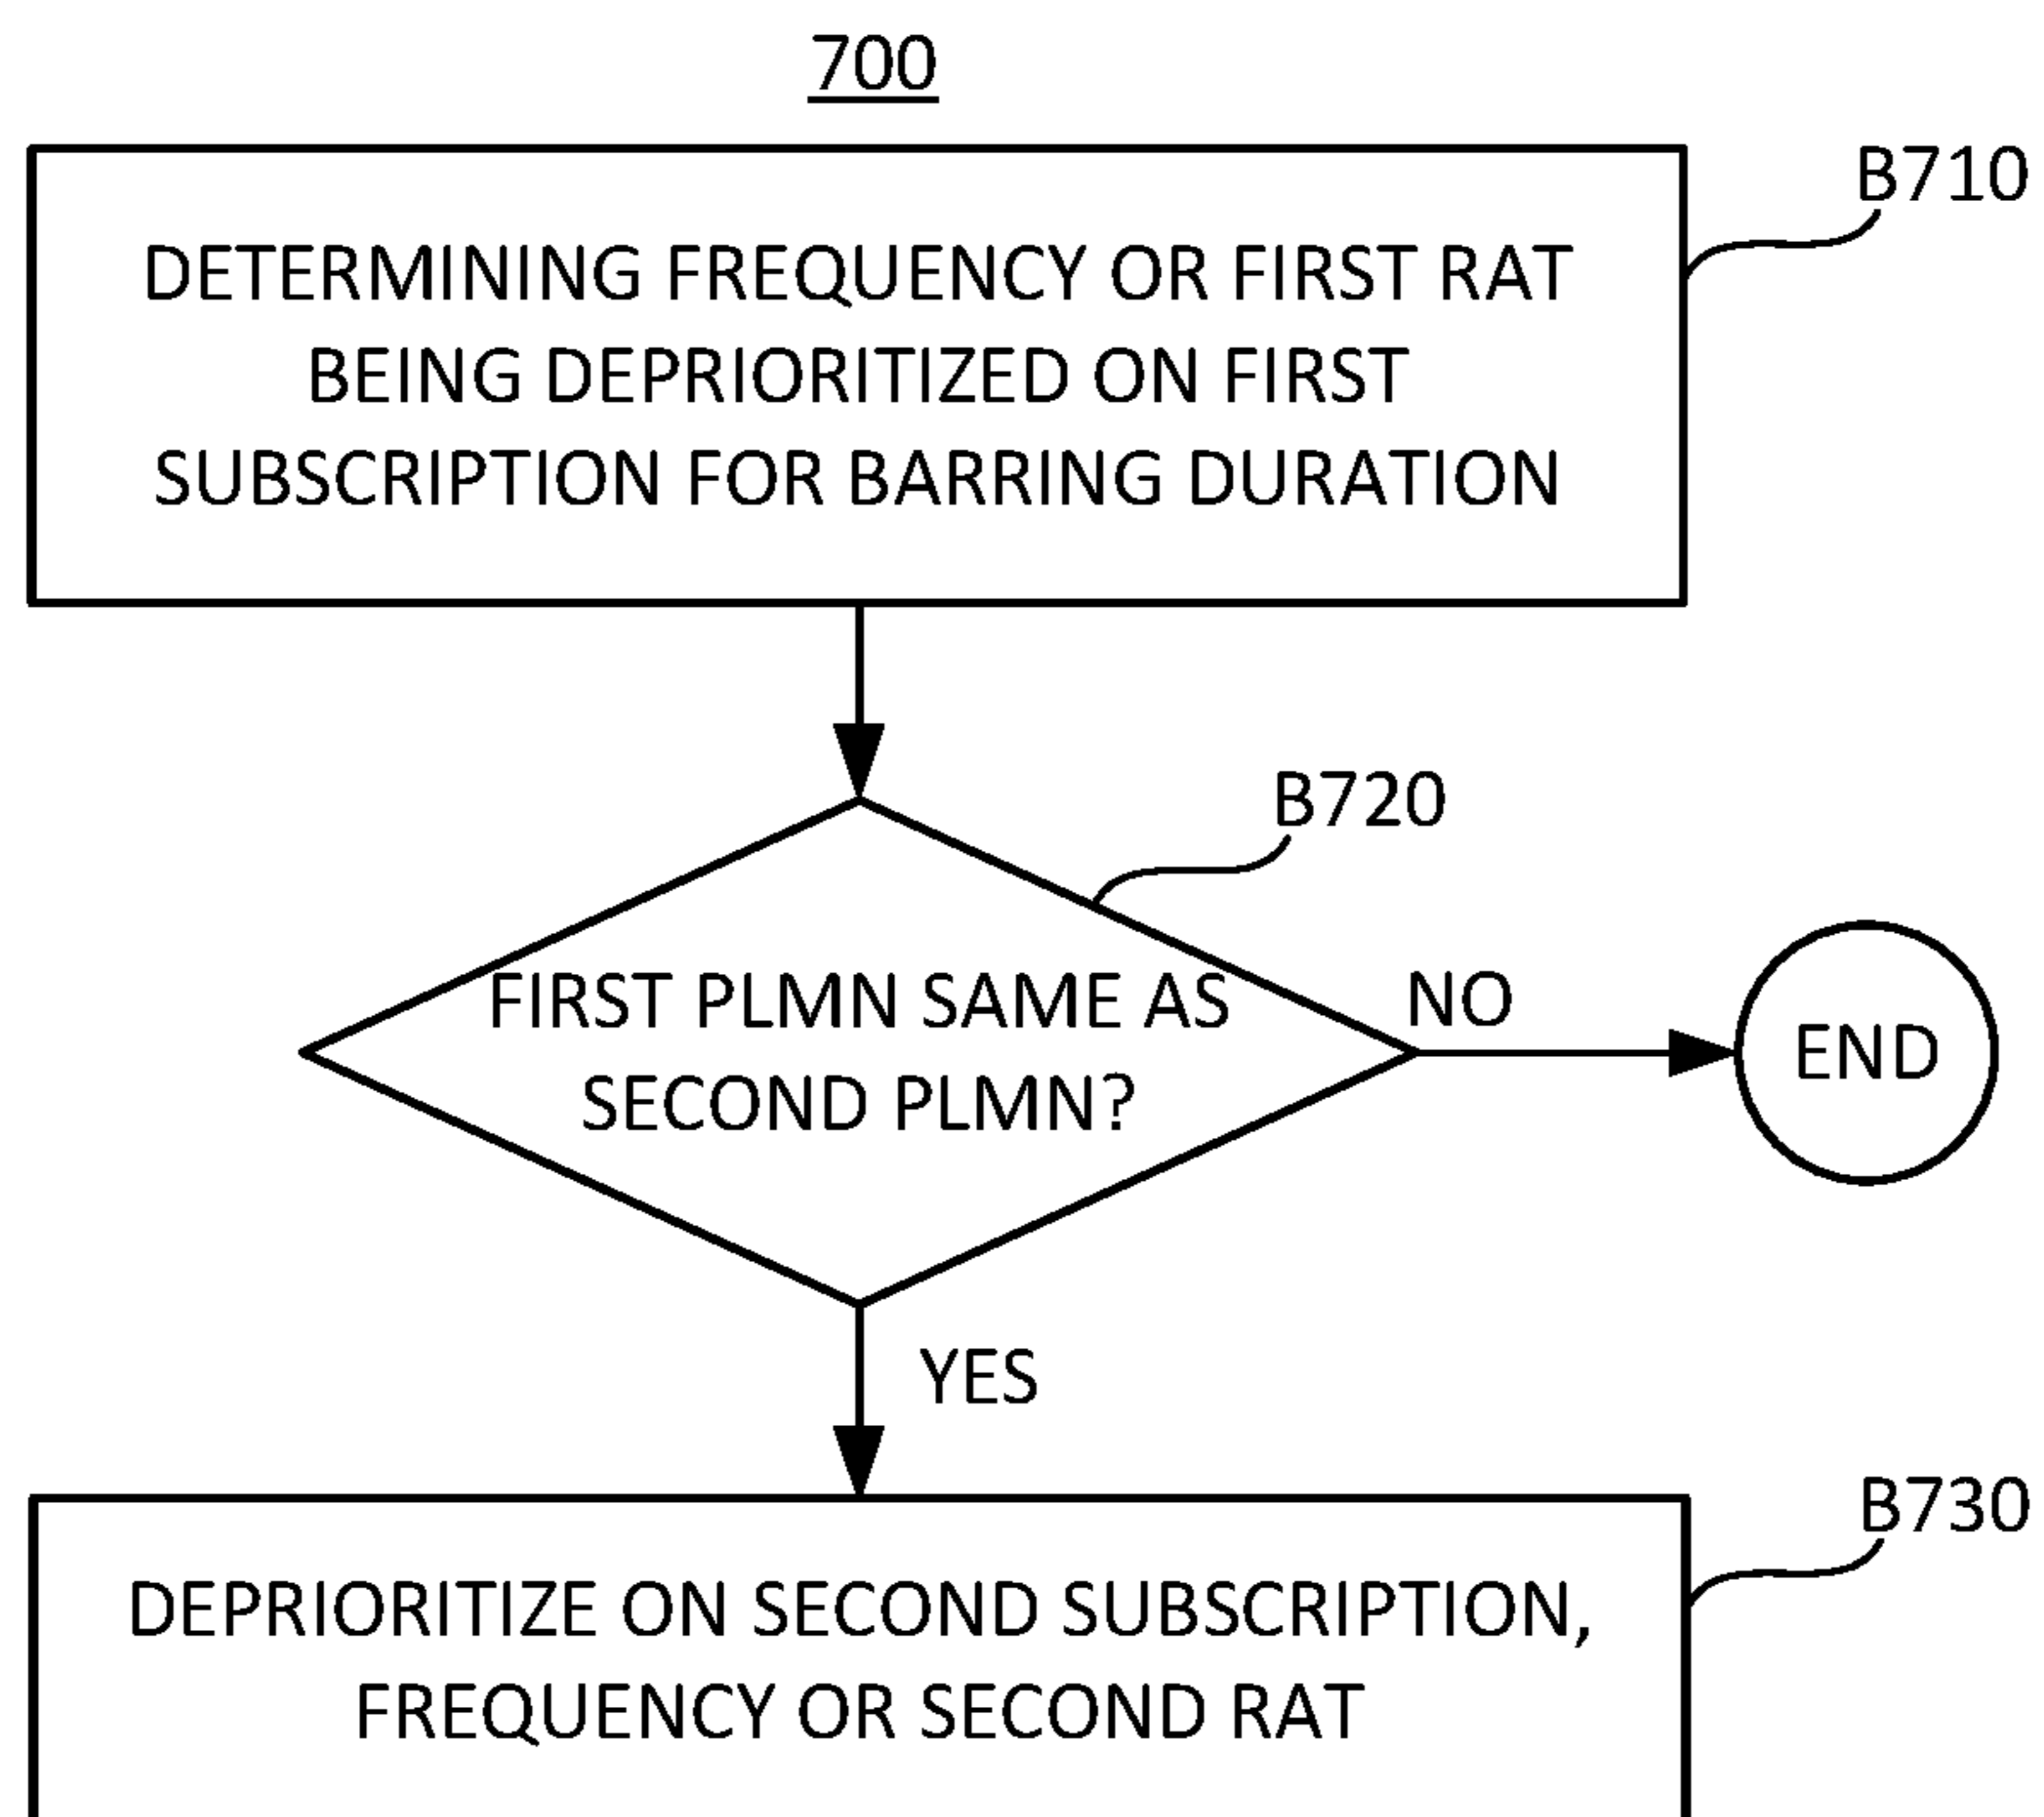 700
B710
DETERMINING FREQUENCY OR FIRST RAT
BEING DEPRIORITIZED ON FIRST
SUBSCRIPTION FOR BARRING DURATION
B720
FIRST PLMN SAME AS
SECOND PLMN?
NO
END
YES
B730
DEPRIORITIZE ON SECOND SUBSCRIPTION,
FREQUENCY OR SECOND RAT